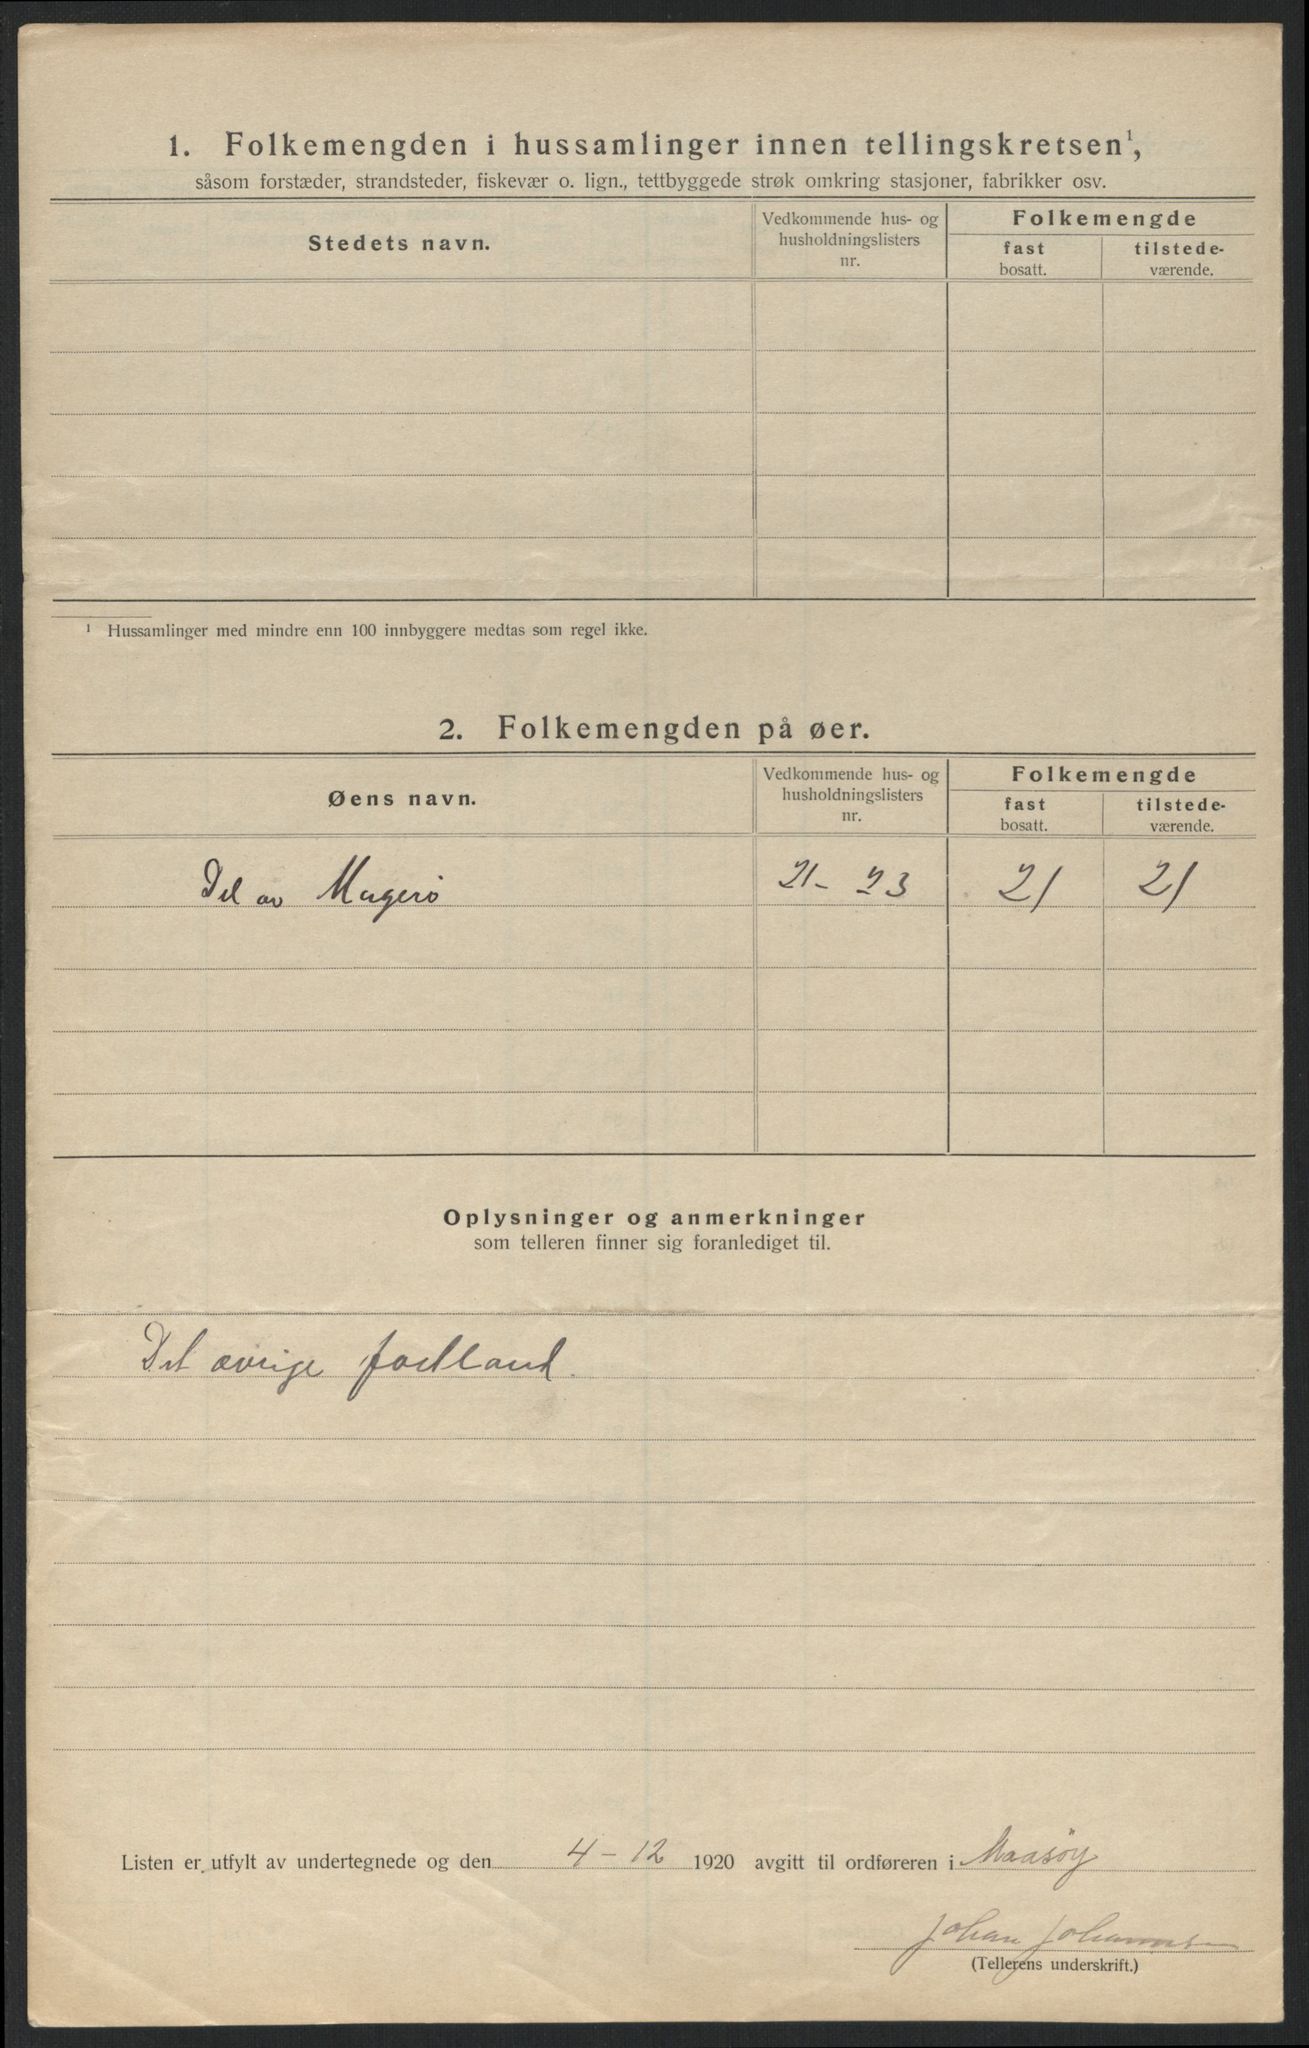 1. Folkemengden i hussamlinger innen tellingskretsen¹,
såsom forstæder, strandsteder, fiskevær o. lign., tettbyggede strøk omkring stasjoner, fabrikker osv.
Stedets navn.
Vedkommende hus- og
husholdningslisters
nr.
Folkemengde
fast
bosatt.
tilstede-
værende.
¹ Hussamlinger med mindre enn 100 innbyggere medtas som regel ikke.
2. Folkemengden på øer.
Øens navn.
Vedkommende hus- og
husholdningslisters
nr.
Folkemengde
fast
bosatt.
tilstede-
værende.
Del av Magerö 21- 23 21 21
Oplysninger og anmerkninger
som telleren finner sig foranlediget til.
Det øvrige fastland.
Listen er utfylt av undertegnede og den 4-12 1920 avgitt til ordføreren i Maasöy
Johan Johannsen
(Tellerens underskrift.)